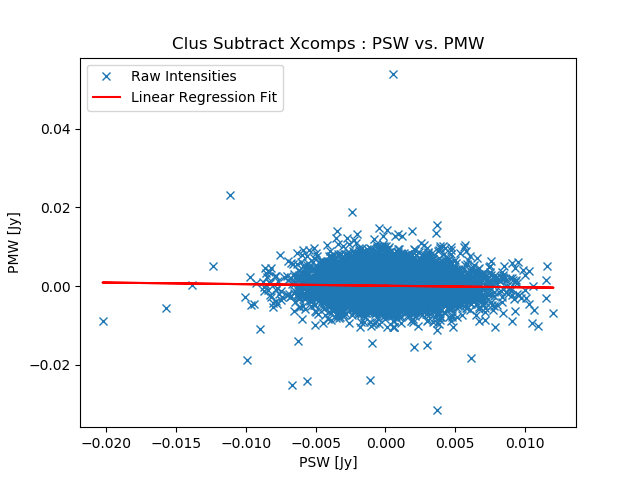 Clus Subtract Xcomps : PSW vs. PMW
Raw Intensities
Linear Regression Fit
0.04
0.02
0.00
−0.02
PMW [Jy]
−0.020 −0.015 −0.010 −0.005 0.000 0.005 0.010
PSW [Jy]